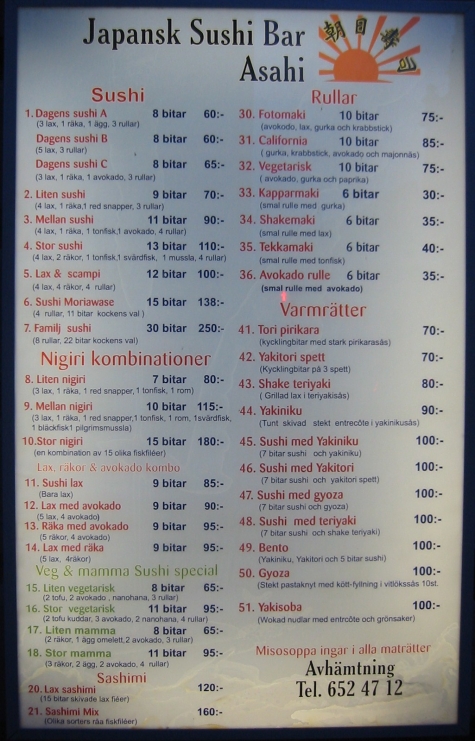 Japansk Sushi Bar
Asahi
朝日
山
Sushi
1. Dagens sushi A 8 bitar 60:-
(3 lax, 1 räka, 1 ägg, 3 rullar)
Dagens sushi B 8 bitar 60:-
(5 lax, 3 rullar)
Dagens sushi C 8 bitar 65:-
(3 lax, 1 räka, 1 avokado, 3 rullar)
2. Liten sushi 9 bitar 70:-
(4 lax, 1 räka,1 red snapper, 3 rullar)
3. Mellan sushi 11 bitar 90:-
(4 lax, 1 räka, 1 tonfisk,1 avokado, 4 rullar)
4. Stor sushi 13 bitar 110:-
(4 lax, 2 räkor, 1 tonfisk,1 svärdfisk, 1 mussla, 4 rullar)
5. Lax & scampi 12 bitar 100:-
(4 lax, 4 räkor, 4 rullar)
6. Sushi Moriawase 15 bitar 138:-
(4 rullar, 11 bitar kockens val )
7. Familj sushi 30 bitar 250:-
(8 rullar, 22 bitar kockens val)
Nigiri kombinationer
8. Liten nigiri 7 bitar 80:-
(3 lax, 1 räka, 1 red snapper,1 tonfisk, 1 rom)
9. Mellan nigiri 10 bitar 115:-
(3 lax, 1 räka, 1 red snapper,1 tonfisk, 1 rom, 1svärdfisk,
1 bläckfisk1 pilgrimsmussla)
10.Stor nigiri 15 bitar 180:-
(en kombination av 15 olika fiskfiléer)
Lax, räkor & avokado kombo
11. Sushi lax 9 bitar 85:-
(Bara lax)
12. Lax med avokado 9 bitar 90:-
(5 lax, 4 avokado)
13. Räka med avokado 9 bitar 95:-
(5 räkor, 4 avokado)
14. Lax med räka 9 bitar 95:-
(5 lax, 4räkor)
Veg & mamma Sushi special
15. Liten vegetarisk 8 bitar 65:-
(2 tofu, 2 avokado , nanohana, 3 rullar)
16. Stor vegetarisk 11 bitar 95:-
(2 tofu kuddar, 3 avokado, 2 nanohana, 4 rullar)
17. Liten mamma 8 bitar 65:-
(2 räkor, 1 ägg omelett,2 avokado, 3 rullar)
18. Stor mamma 11 bitar 95:-
(3 räkor, 2 ägg, 2 avokado, 4 rullar)
Sashimi
20. Lax sashimi 120:-
(15 bitar skivade lax fiéer)
21. Sashimi Mix 160:-
(Olika sorters råa fiskfiléer)
Rullar
30. Fotomaki 10 bitar 75:-
(avokodo, lax, gurka och krabbstick)
31. California 10 bitar 85:-
( gurka, krabbstick, avokado och majonnäs)
32. Vegetarisk 10 bitar 75:-
( avokado, gurka och paprika)
33. Kapparmaki 6 bitar 30:-
(smal rulle med gurka)
34. Shakemaki 6 bitar 35:-
(smal rulle med lax)
35. Tekkamaki 6 bitar 40:-
(smal rulle med tonfisk)
36. Avokado rulle 6 bitar 35:-
(smal rulle med avokado)
Varmrätter
41. Tori pirikara 70:-
(kycklingbitar med stark pirikarasås)
42. Yakitori spett 70:-
(Kycklingbitar på 3 spett)
43. Shake teriyaki 80:-
( Grillad lax i teriyakisås)
44. Yakiniku 90:-
(Tunt skivad stekt entrecôte i yakinikusås)
45. Sushi med Yakiniku 100:-
(7 bitar sushi och yakiniku)
46. Sushi med Yakitori 100:-
(7 bitar sushi och yakitori spett)
47. Sushi med gyoza 100:-
(7 bitar sushi och gyoza)
48. Sushi med teriyaki 100:-
(7 bitar sushi och shake teriyaki)
49. Bento 100:-
(Yakiniku, Yakitori och 5 bitar sushi)
50. Gyoza 100:-
(Stekt pastaknyt med kött-fyllning i vitlökssås 10st.
51. Yakisoba 100:-
(Wokad nudlar med entrcôte och grönsaker)
Misosoppa ingar i alla maträtter
Avhämtning
Tel. 652 47 12